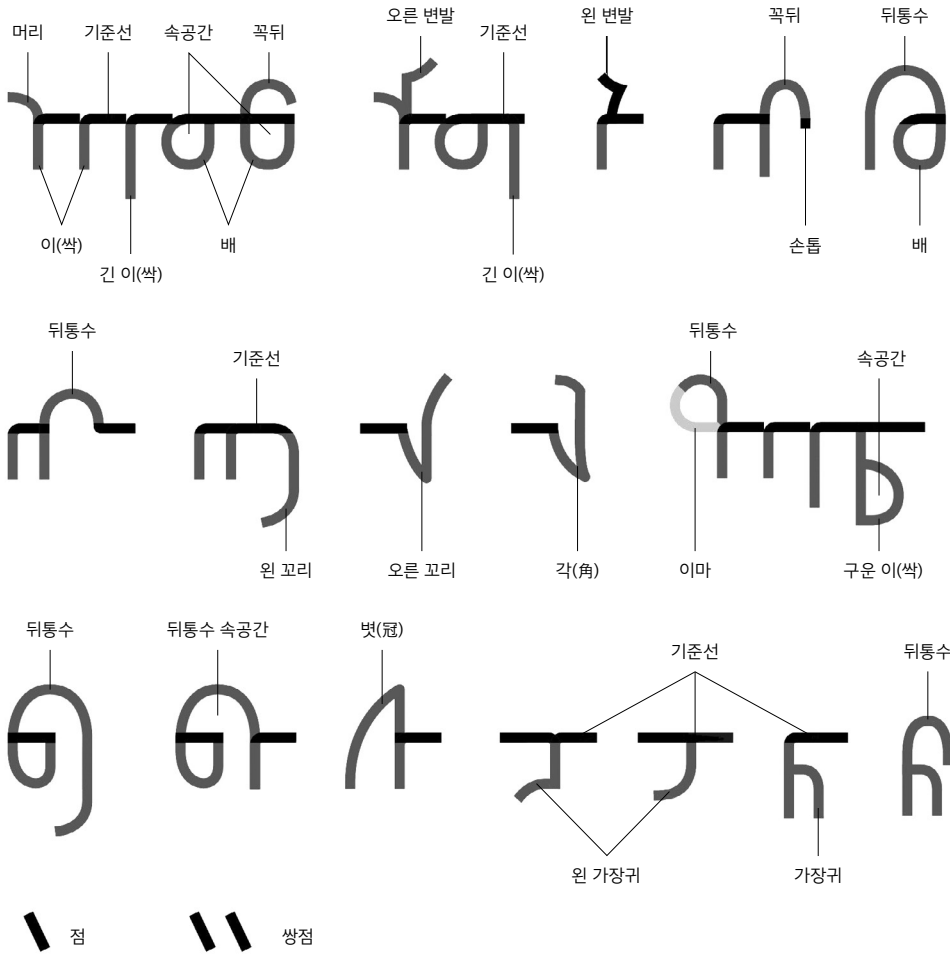 머리 기준선 속공간 꼭뒤 오른 변발 기준선 왼 변발 꼭뒤 뒤통수
이(싹) 배 긴 이(싹) 긴 이(싹) 손톱 배
뒤통수 기준선 뒤통수 속공간
왼 꼬리 오른 꼬리 각(角) 이마 구운 이(싹)
뒤통수 뒤통수 속공간 볏(冠) 기준선 뒤통수
왼 가장귀 가장귀
점 쌍점